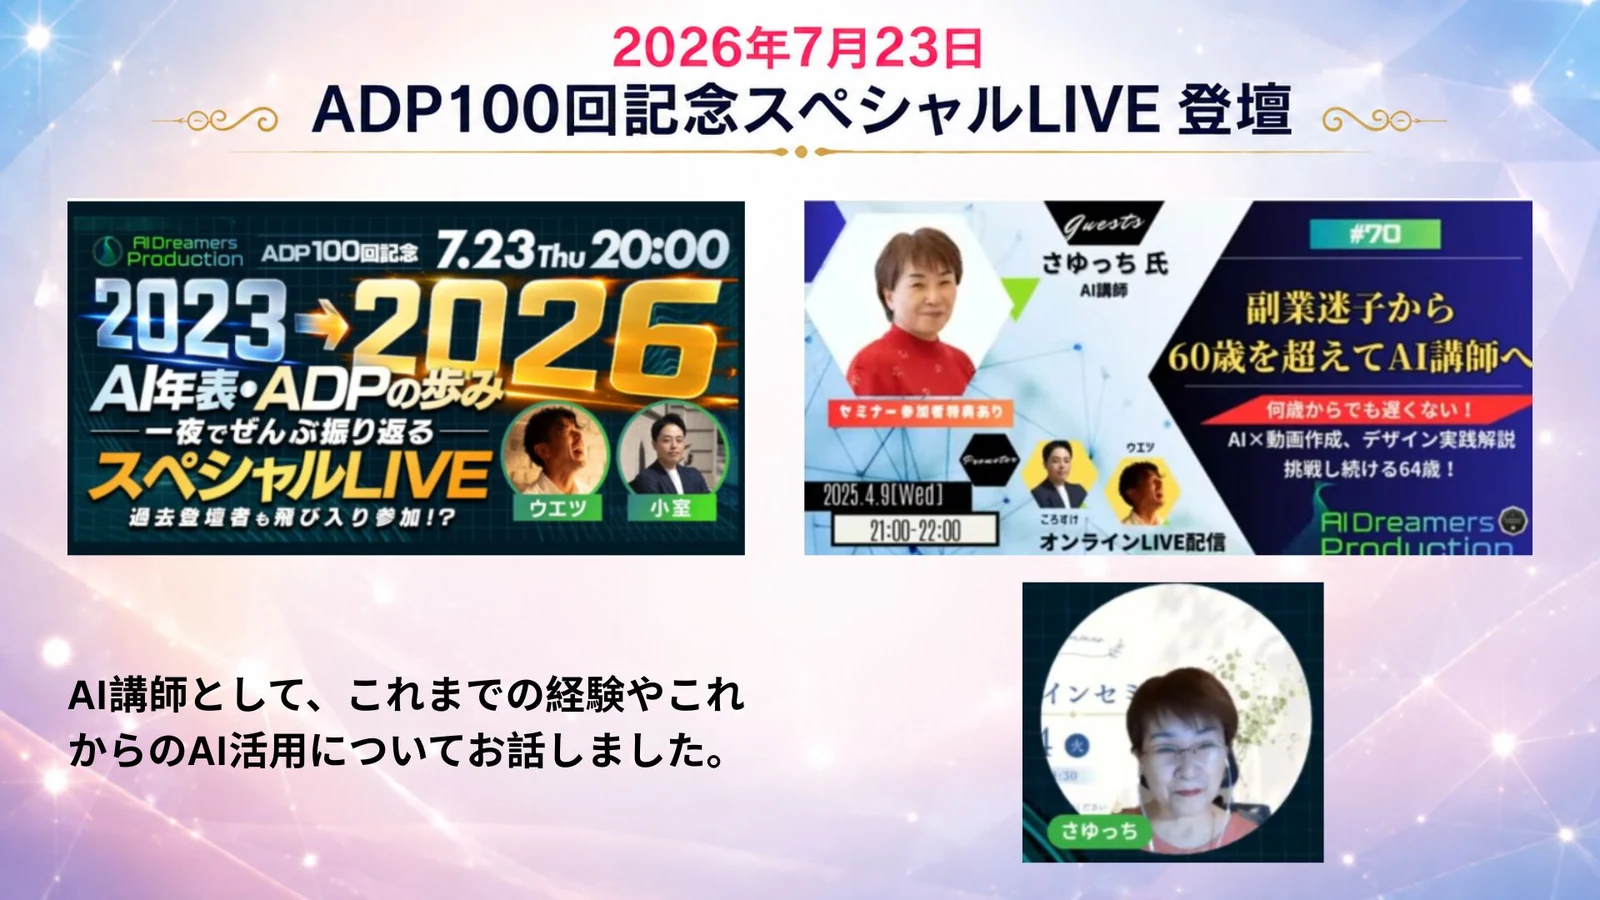 2026年7月23日
ADP100回記念スペシャルLIVE 登壇
AI Dreamers
Production
ADP100回記念
7.23 Thu 20:00
2023
2026
AI年表・ADPの歩み
一夜でぜんぶ振り返る
スペシャルLIVE
過去登壇者も飛び入り参加!?
ウエツ
小室
Guests
さゆっち 氏
AI講師
セミナー参加者特典あり
Promoter
ころすけ
ウエツ
2025.4.9[Wed]
21:00-22:00
オンラインLIVE配信
#70
副業迷子から
60歳を超えてAI講師へ
何歳からでも遅くない！
AI×動画作成、デザイン実践解説
挑戦し続ける64歳！
AI Dreamers
Production
AI講師として、これまでの経験やこれ
からのAI活用についてお話しました。
インセミ
火
さゆっち